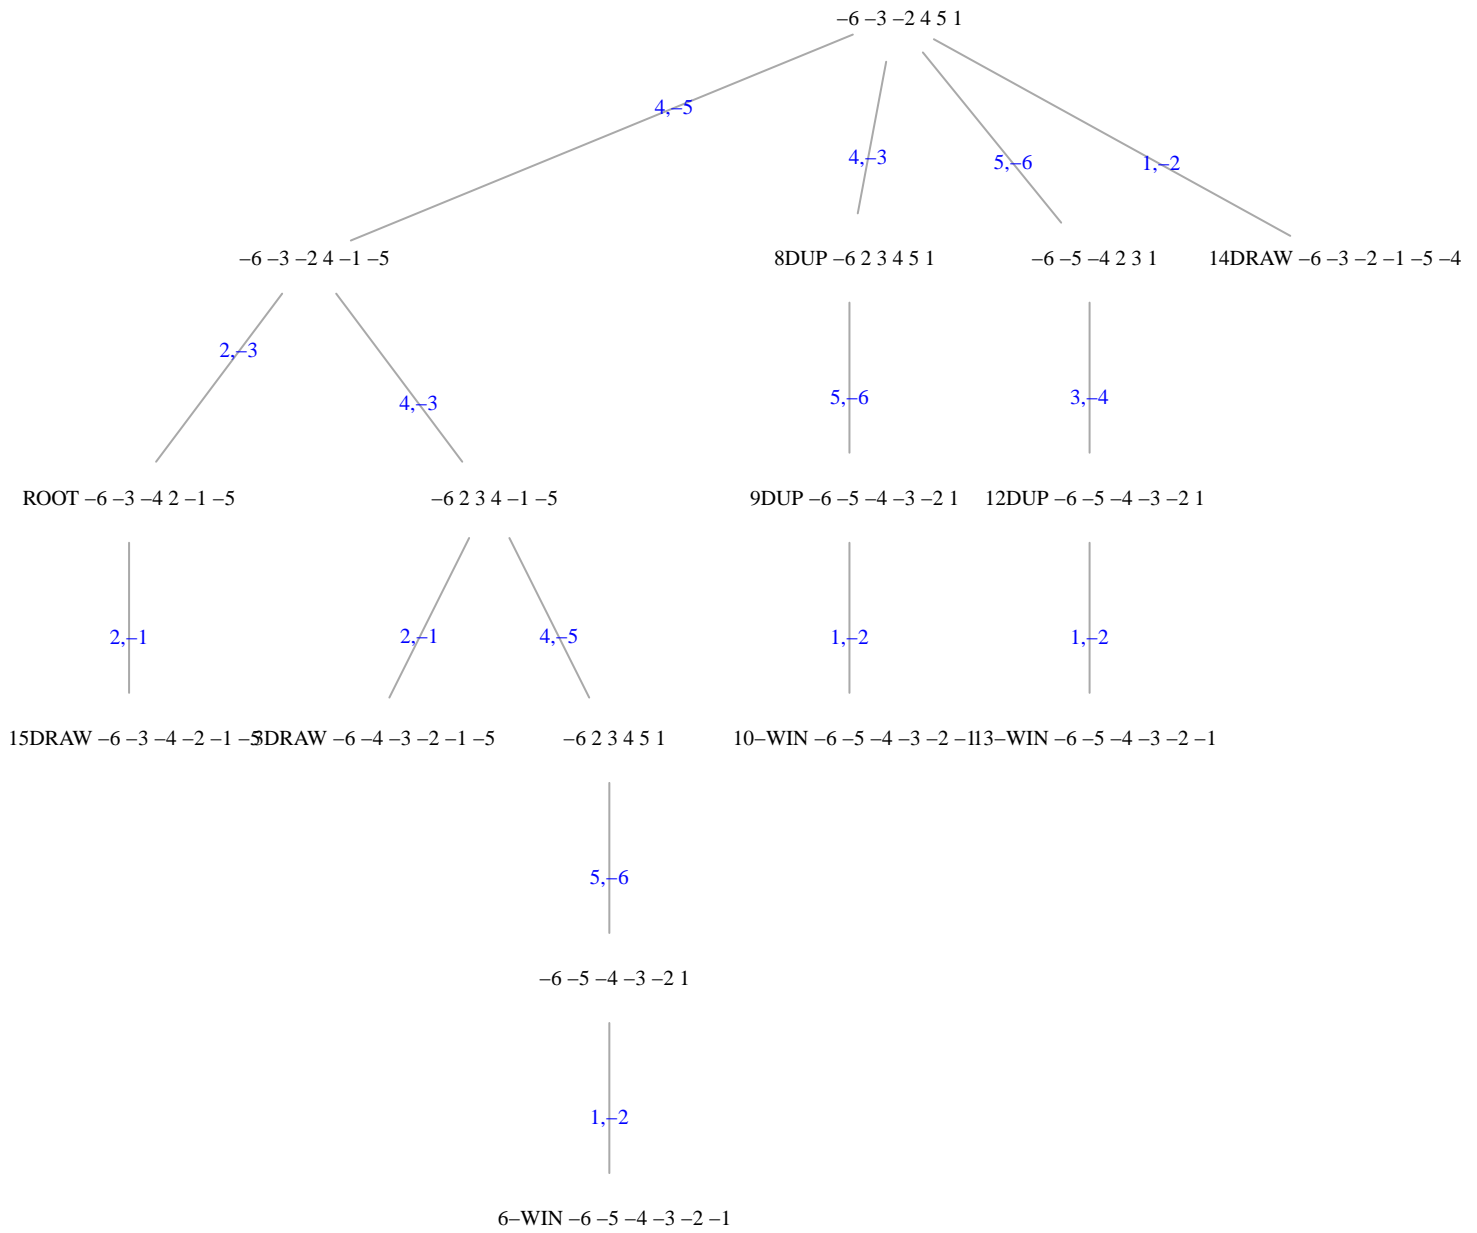 –6 –3 –2 4 5 1
4,–5
4,–3
5,–6
1,–2
–6 –3 –2 4 –1 –5
8DUP –6 2 3 4 5 1
–6 –5 –4 2 3 1
14DRAW –6 –3 –2 –1 –5 –4
2,–3
4,–3
5,–6
3,–4
ROOT –6 –3 –4 2 –1 –5
–6 2 3 4 –1 –5
9DUP –6 –5 –4 –3 –2 1
12DUP –6 –5 –4 –3 –2 1
2,–1
2,–1
4,–5
1,–2
1,–2
15DRAW –6 –3 –4 –2 –1 –5
3DRAW –6 –4 –3 –2 –1 –5
–6 2 3 4 5 1
10–WIN –6 –5 –4 –3 –2 –1
13–WIN –6 –5 –4 –3 –2 –1
5,–6
–6 –5 –4 –3 –2 1
1,–2
6–WIN –6 –5 –4 –3 –2 –1